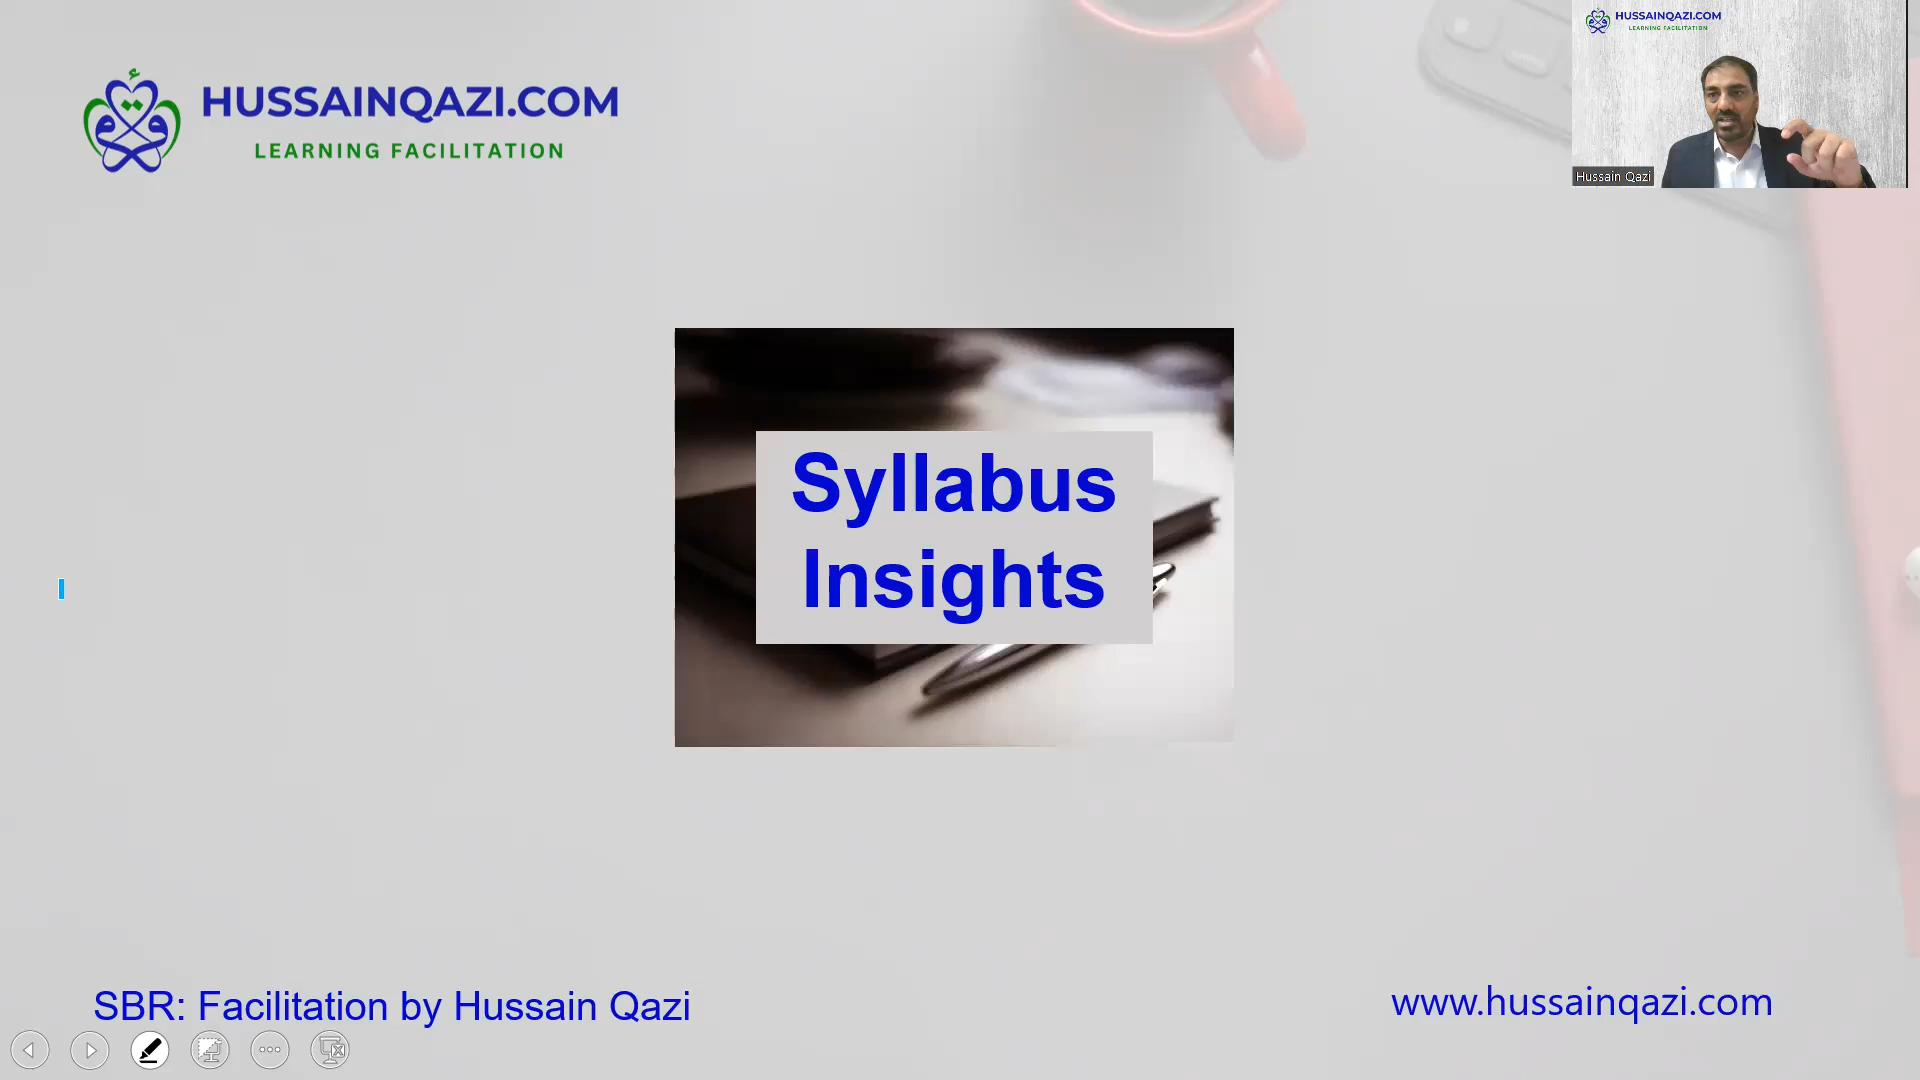 HUSSAINQAZI.COM
LEARNING FACILITATION
HUSSAINQAZI.COM
LEARNING FACILITATION
Hussain Qazi
Syllabus
Insights
SBR: Facilitation by Hussain Qazi
www.hussainqazi.com